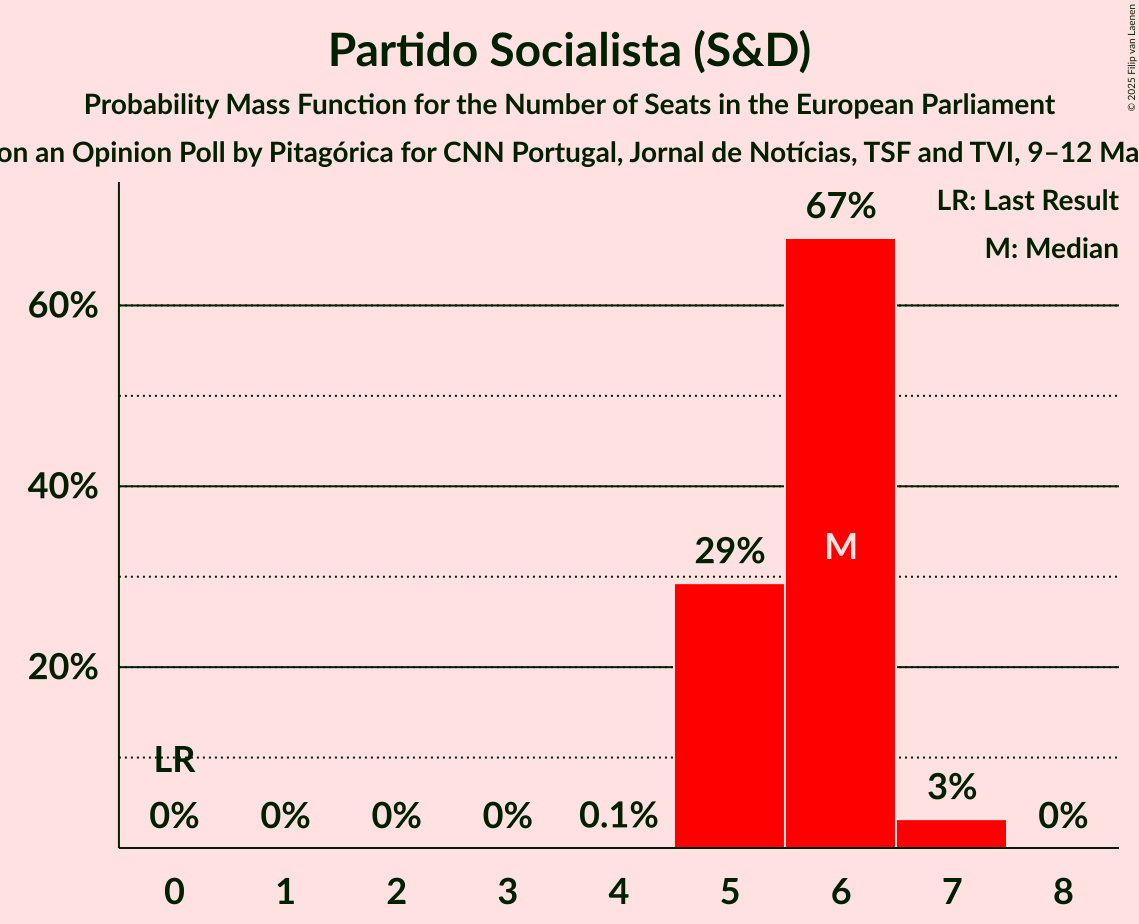 Partido Socialista (S&D)
Probability Mass Function for the Number of Seats in the European Parliament
on an Opinion Poll by Pitagórica for CNN Portugal, Jornal de Notícias, TSF and TVI, 9–12 Ma
© 2025 Filip van Laenen
LR: Last Result
M: Median
67%
60%
40%
29%
M
20%
LR
0%
0%
0%
0%
0.1%
3%
0%
0
1
2
3
4
5
6
7
8